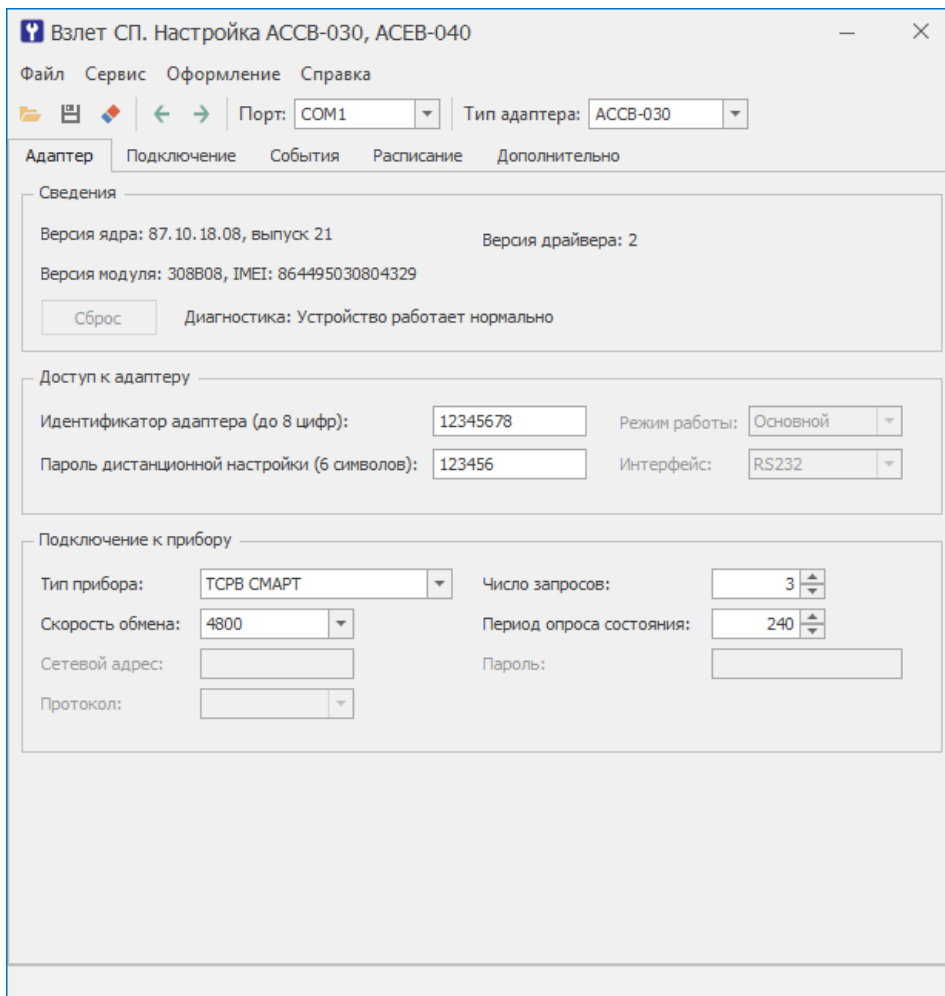 Взлет СП. Настройка АССВ-030, АСЕВ-040
Файл Сервис Оформление Справка
Порт: COM1 Тип адаптера: АССВ-030
Адаптер Подключение События Расписание Дополнительно
Сведения
Версия ядра: 87.10.18.08, выпуск 21 Версия драйвера: 2
Версия модуля: 308B08, IMEI: 864495030804329
Сброс Диагностика: Устройство работает нормально
Доступ к адаптеру
Идентификатор адаптера (до 8 цифр): 12345678 Режим работы: Основной
Пароль дистанционной настройки (6 символов): 123456 Интерфейс: RS232
Подключение к прибору
Тип прибора: ТСРВ СМАРТ Число запросов: 3
Скорость обмена: 4800 Период опроса состояния: 240
Сетевой адрес: Пароль:
Протокол: